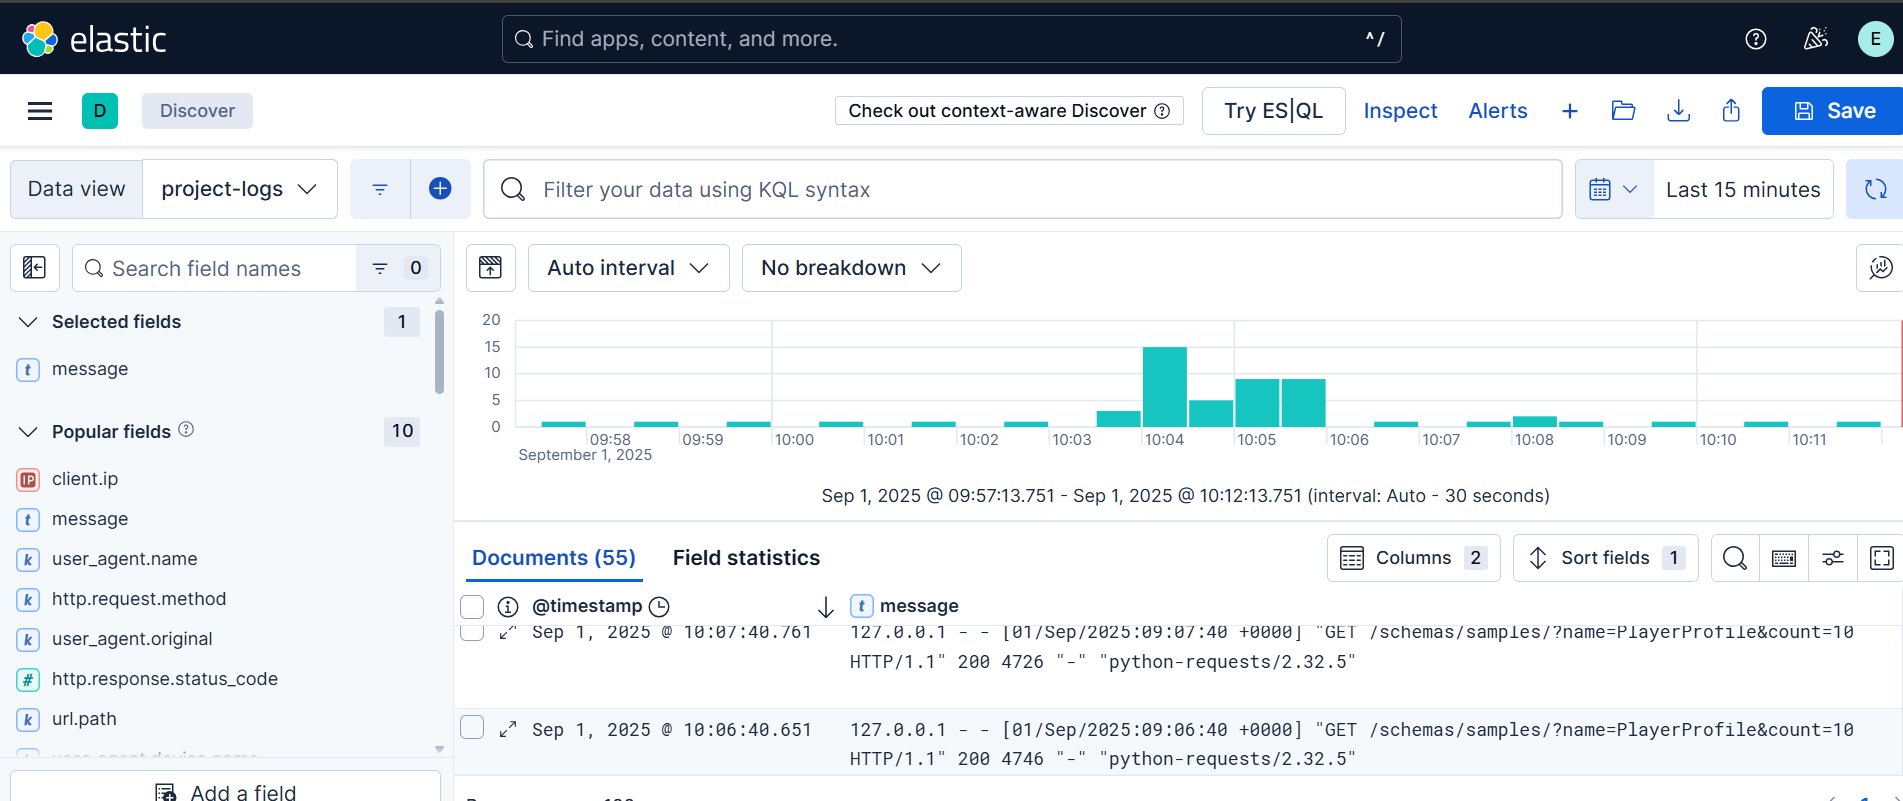 elastic
Find apps, content, and more.
^/
E
D
Discover
Check out context-aware Discover
Try ES|QL
Inspect
Alerts
Save
Data view
project-logs
Filter your data using KQL syntax
Last 15 minutes
Search field names
0
Auto interval
No breakdown
Selected fields
1
t message
Popular fields
10
IP client.ip
t message
k user_agent.name
k http.request.method
k user_agent.original
# http.response.status_code
k url.path
user_agent.device.name
Add a field
20
15
10
5
0
09:58
09:59
10:00
10:01
10:02
10:03
10:04
10:05
10:06
10:07
10:08
10:09
10:10
10:11
September 1, 2025
Sep 1, 2025 @ 09:57:13.751 - Sep 1, 2025 @ 10:12:13.751 (interval: Auto - 30 seconds)
Documents (55)
Field statistics
Columns 2
Sort fields 1
@timestamp
t message
Sep 1, 2025 @ 10:07:40.761
127.0.0.1 - - [01/Sep/2025:09:07:40 +0000] "GET /schemas/samples/?name=PlayerProfile&count=10
HTTP/1.1" 200 4726 "-" "python-requests/2.32.5"
Sep 1, 2025 @ 10:06:40.651
127.0.0.1 - - [01/Sep/2025:09:06:40 +0000] "GET /schemas/samples/?name=PlayerProfile&count=10
HTTP/1.1" 200 4746 "-" "python-requests/2.32.5"